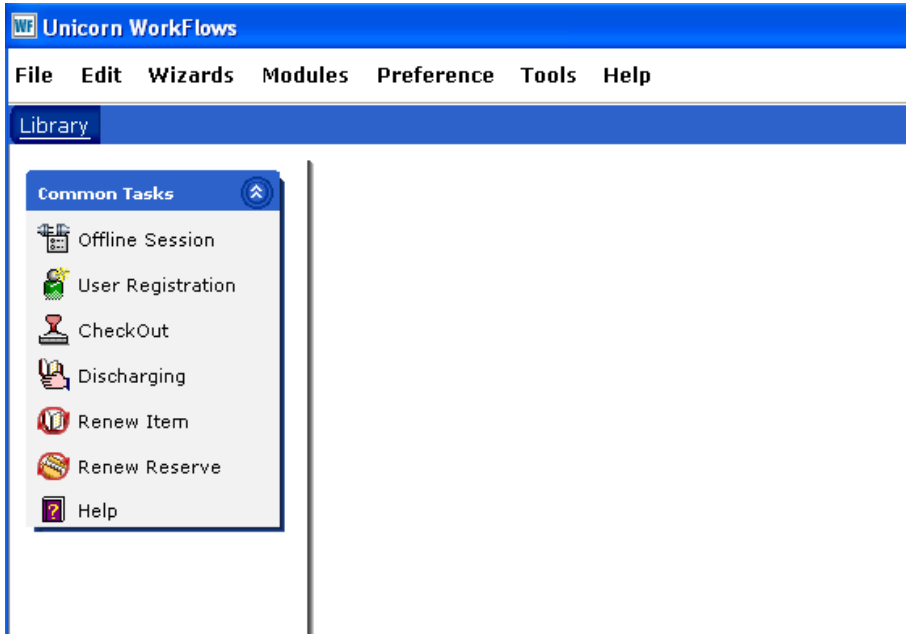 WF Unicorn WorkFlows
File Edit Wizards Modules Preference Tools Help
Library
Common Tasks
Offline Session
User Registration
CheckOut
Discharging
Renew Item
Renew Reserve
? Help